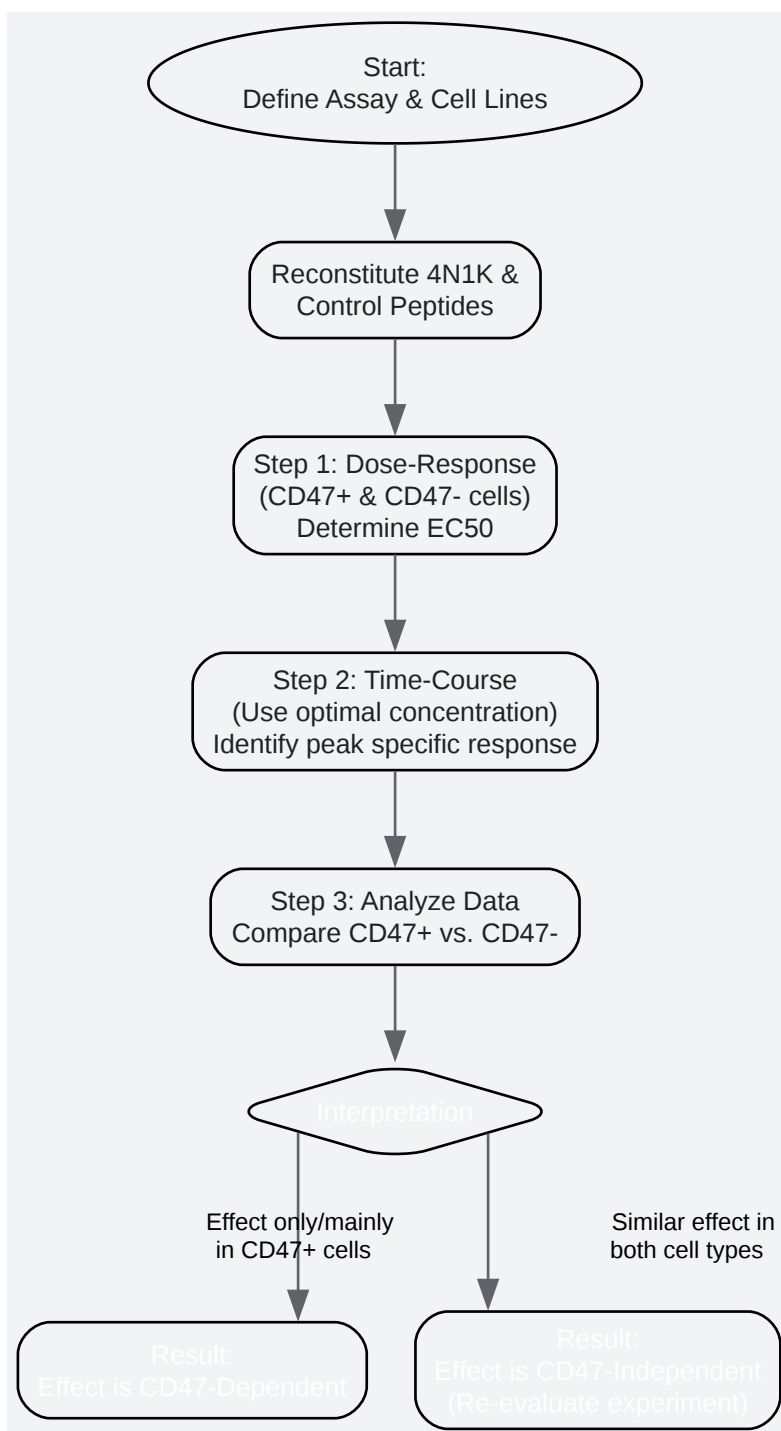 Start:
Define Assay & Cell Lines
Reconstitute 4N1K &
Control Peptides
Step 1: Dose-Response
(CD47+ & CD47- cells)
Determine EC50
Step 2: Time-Course
(Use optimal concentration)
Identify peak specific response
Step 3: Analyze Data
Compare CD47+ vs. CD47-
Interpretation
Effect only/mainly
in CD47+ cells
Similar effect in
both cell types
Result:
Effect is CD47-Dependent
Result:
Effect is CD47-Independent
(Re-evaluate experiment)